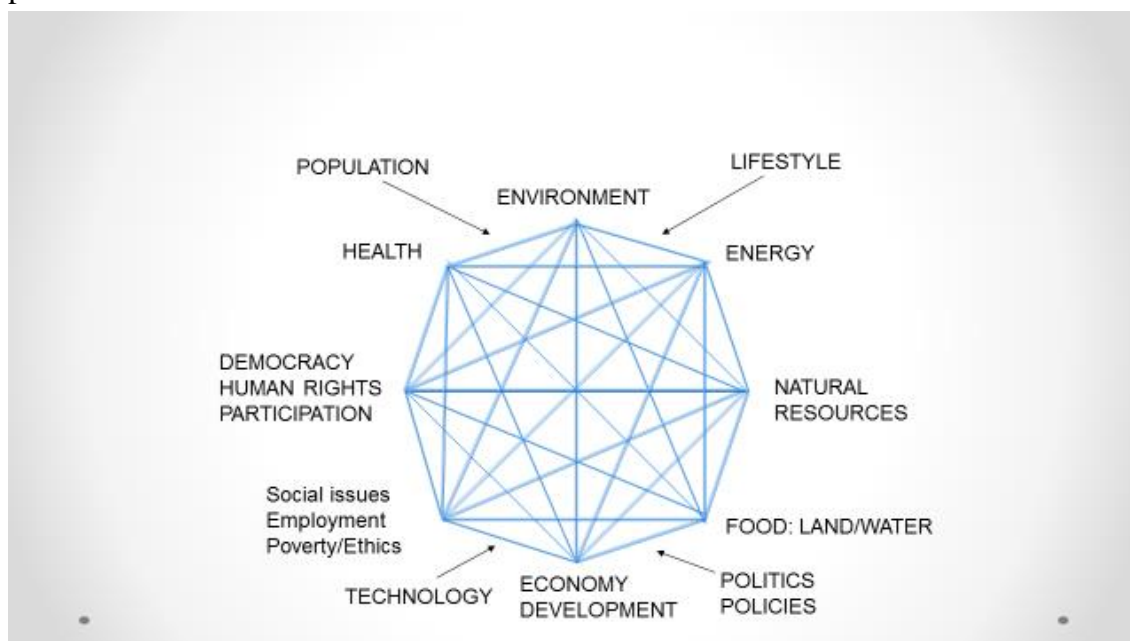 POPULATION
LIFESTYLE
ENVIRONMENT
HEALTH
ENERGY
DEMOCRACY
HUMAN RIGHTS
PARTICIPATION
NATURAL
RESOURCES
Social issues
Employment
Poverty/Ethics
FOOD: LAND/WATER
TECHNOLOGY
ECONOMY
DEVELOPMENT
POLITICS
POLICIES